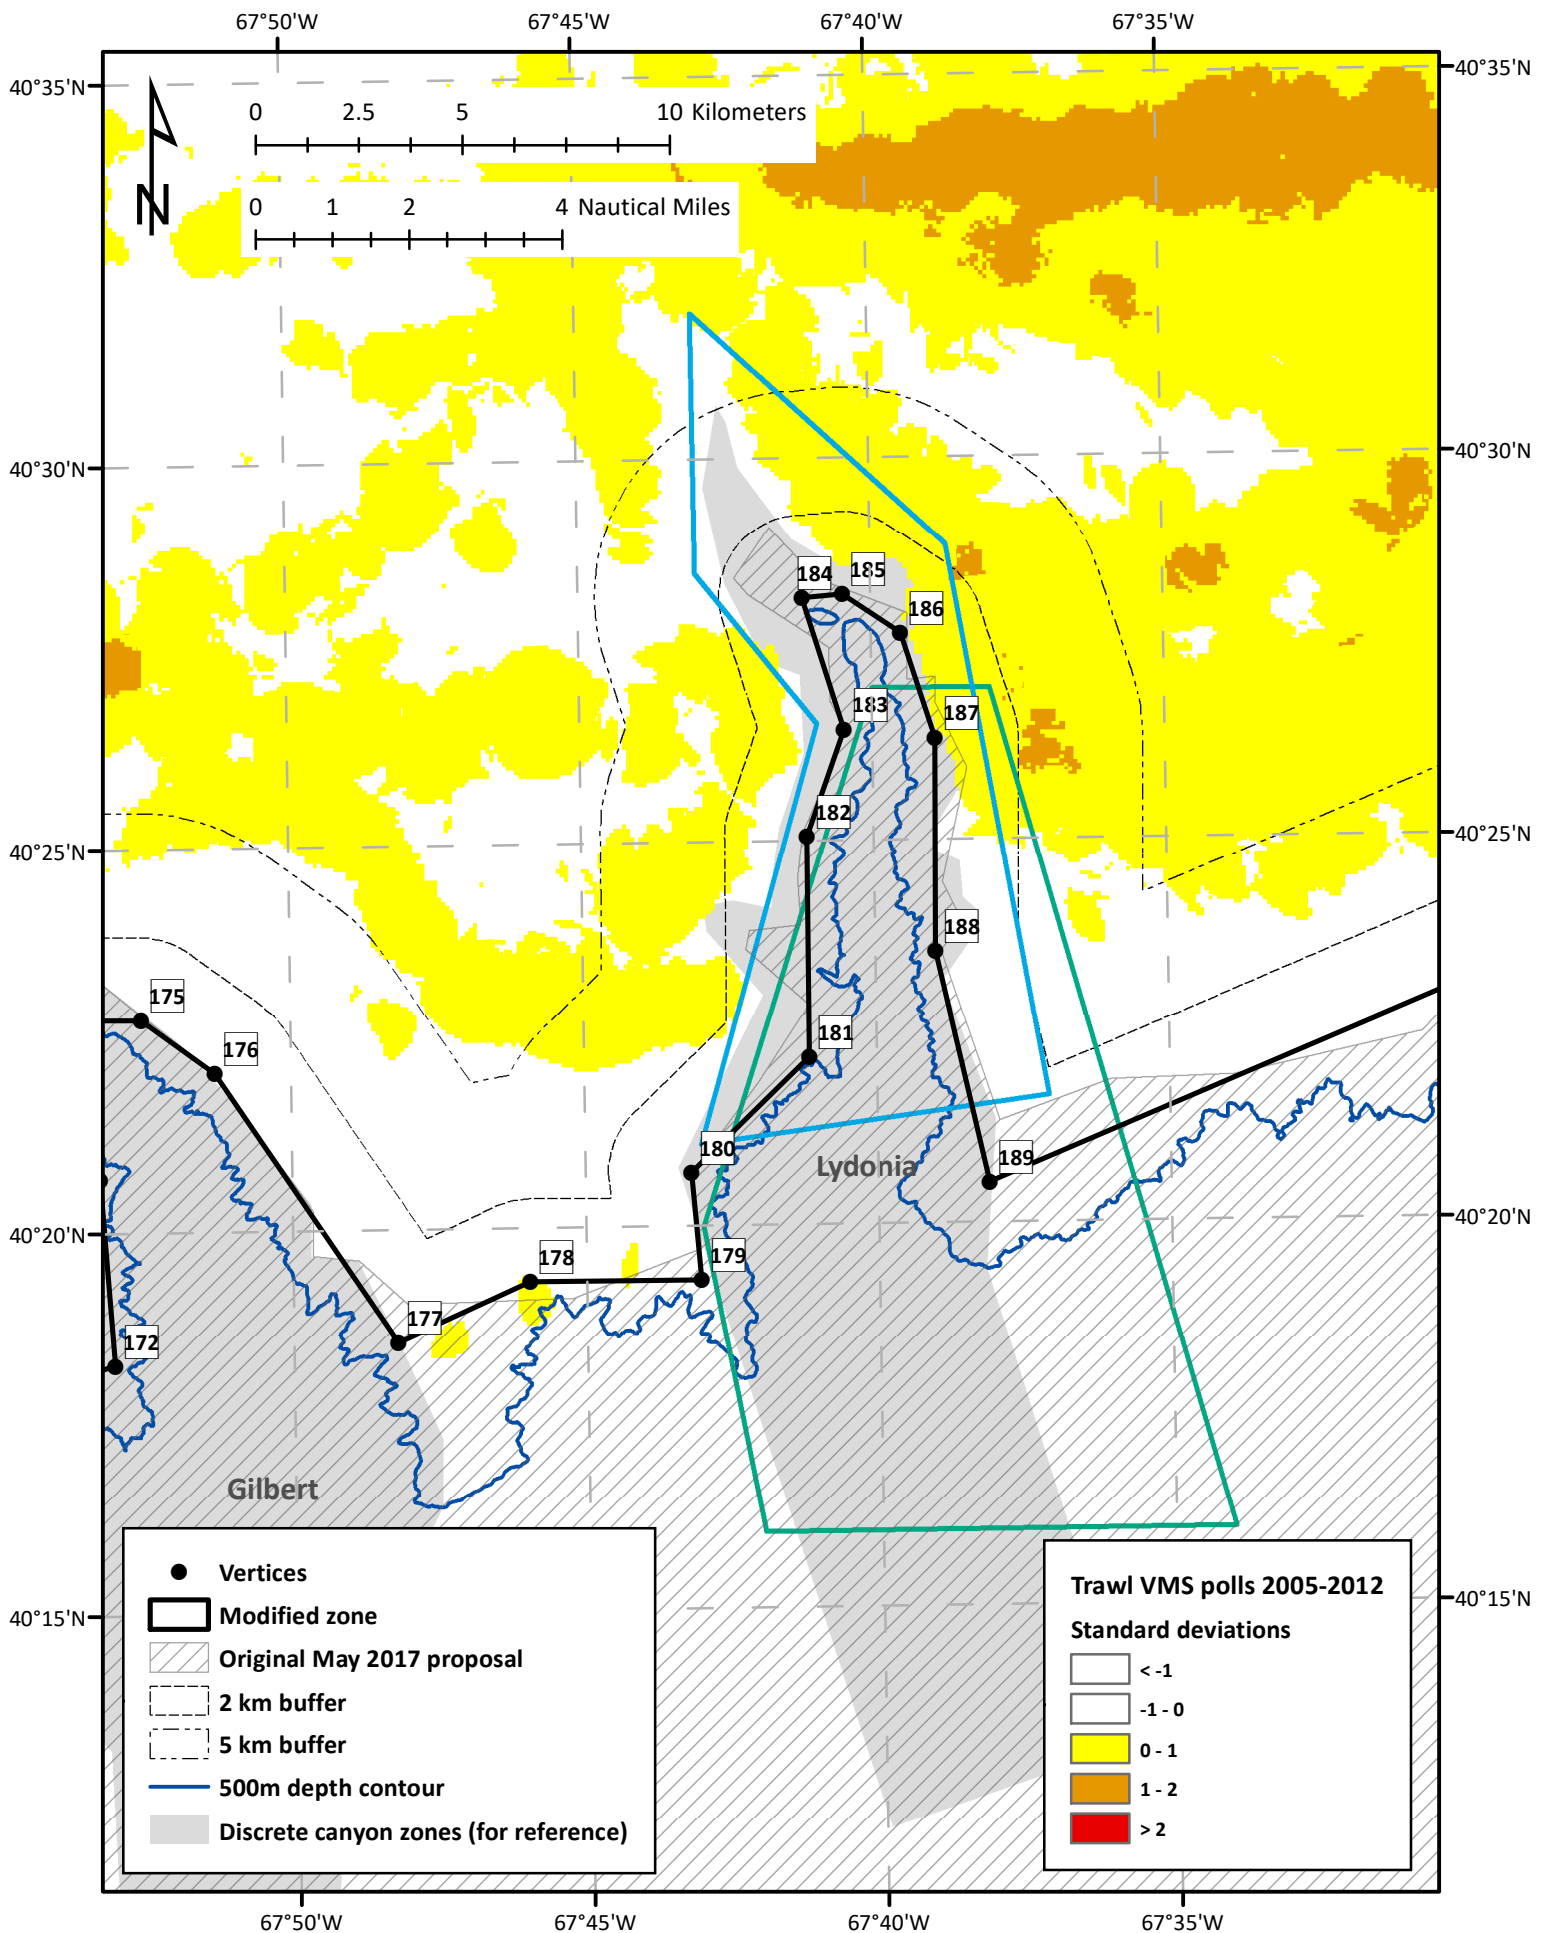 67°50'W 67°45'W 67°40'W 67°35'W
40°35'N 40°35'N
0 2.5 5 10 Kilometers
N
0 1 2 4 Nautical Miles
40°30'N 40°30'N
184 185
186
183
187
182
40°25'N 40°25'N
188
175
181
176
180
Lydonia
189
40°20'N 40°20'N
178 179
177
172
Gilbert
Vertices
Modified zone
Original May 2017 proposal
2 km buffer
5 km buffer
500m depth contour
Discrete canyon zones (for reference)
Trawl VMS polls 2005-2012
Standard deviations
< -1
-1 - 0
0 - 1
1 - 2
> 2
40°15'N 40°15'N
67°50'W 67°45'W 67°40'W 67°35'W